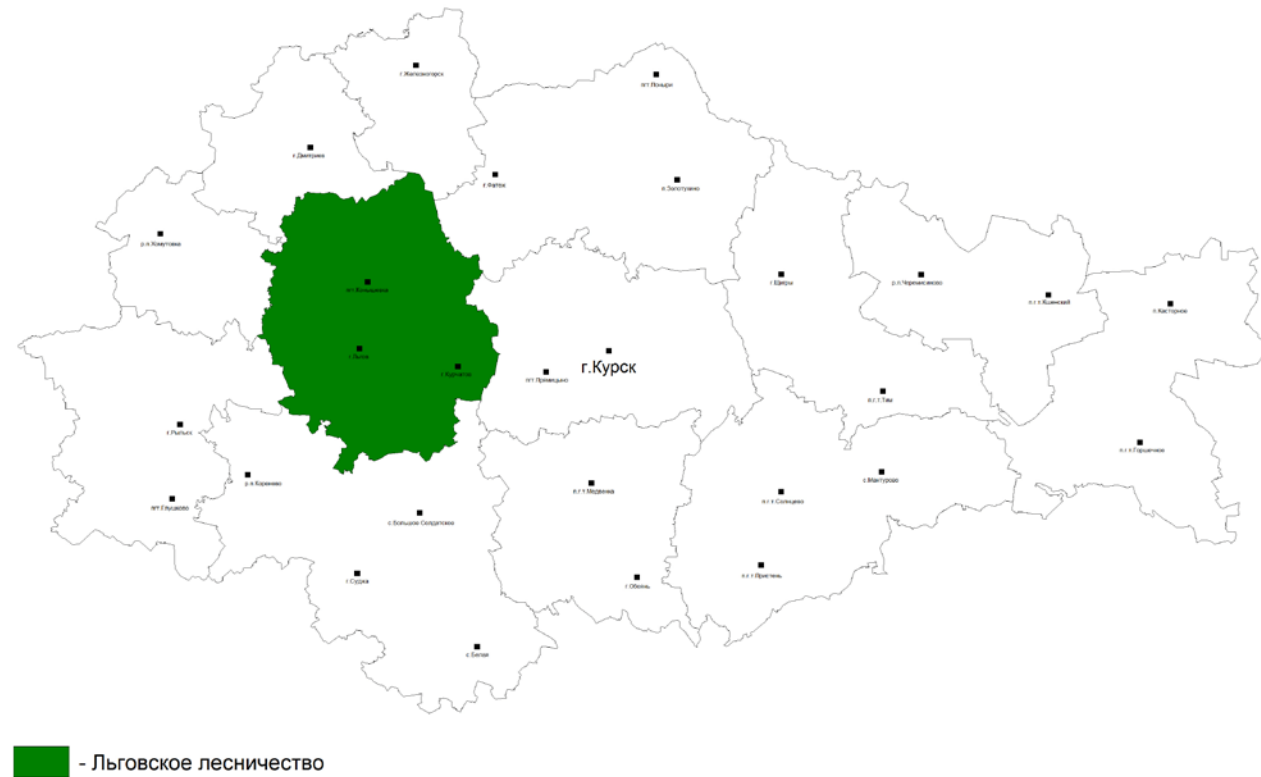 г.Железногорск
пгт.Поныри
г.Дмитриев
г.Фатеж
п.Золотухино
р.п.Хомутовка
г.Щигры
р.п.Черемисиново
п.г.т.Кшенский
п.Касторное
пгт.Конышевка
г.Льгов
г.Курчатов
г.Курск
пгт.Прямицыно
п.г.т.Тим
г.Рыльск
п.г.т.Горшечное
р.п.Коренево
п.г.т.Медвенка
п.г.т.Солнцево
с.Мантурово
пгт.Глушково
с.Большое Солдатское
г.Суджа
г.Обоянь
п.г.т.Пристень
с.Белая
- Льговское лесничество